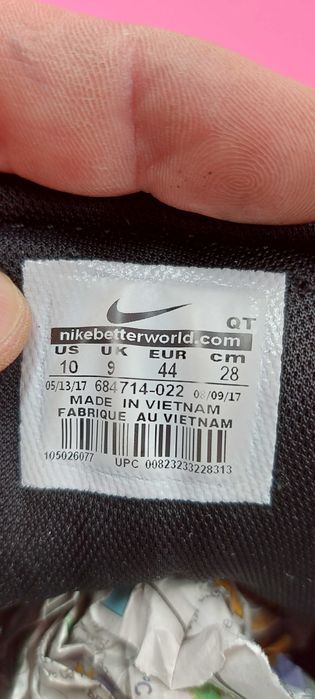 QT
nikebetterworld.com
US UK EUR cm
10 9 44 28
05/13/17 684714-022 08/09/17
MADE IN VIETNAM
FABRIQUE AU VIETNAM
105026077 UPC 00823233228313